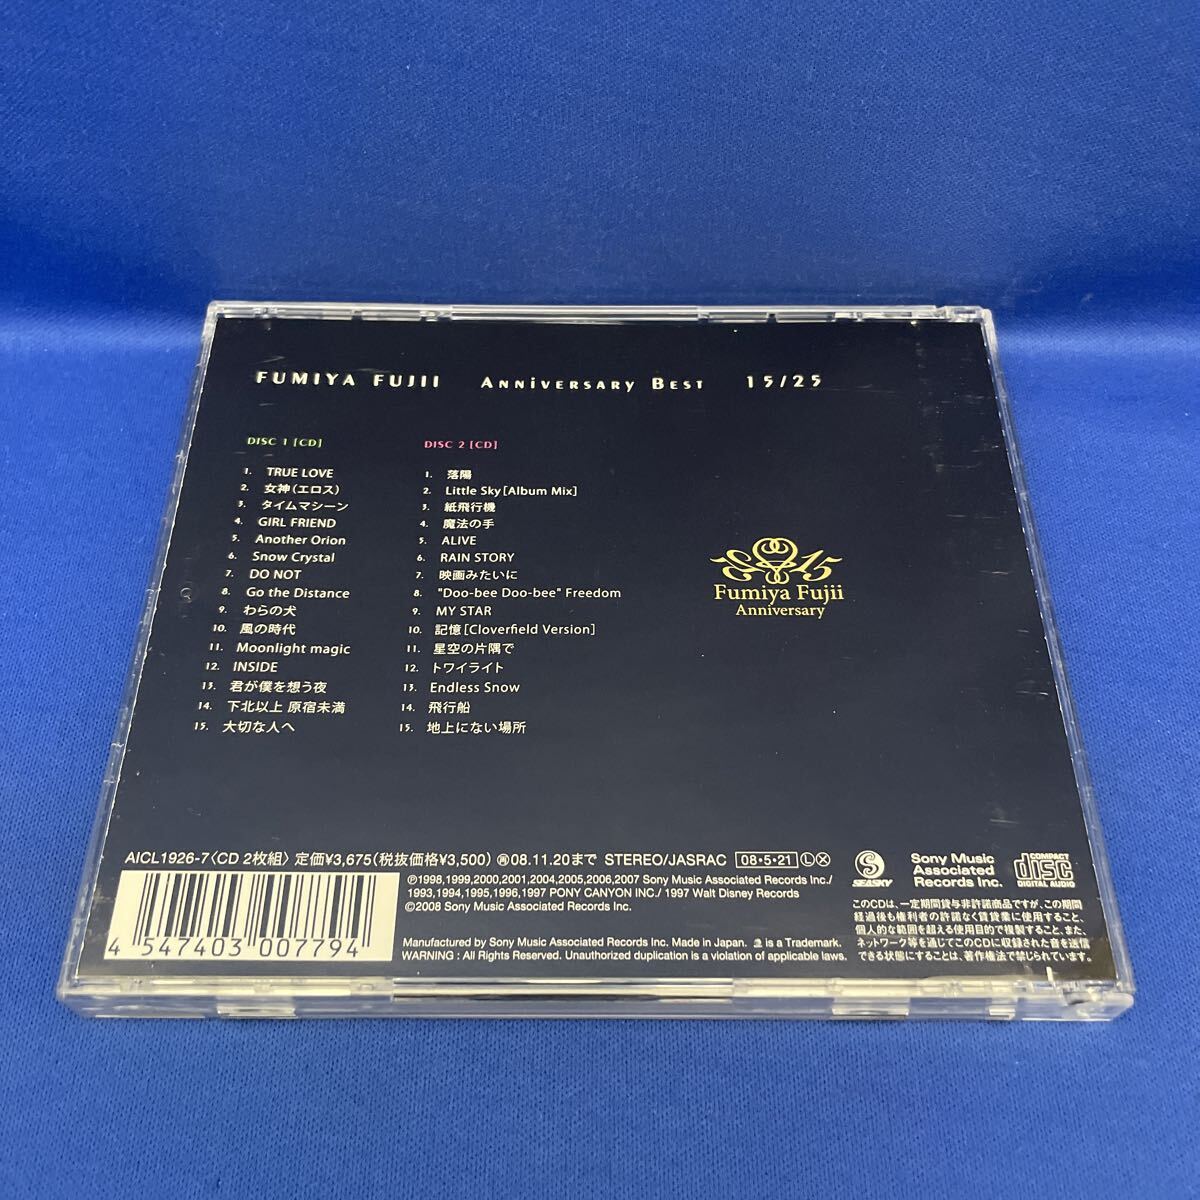 FUMIYA FUJII ANNIVERSARY BEST 15/25
DISC 1 [CD]
1. TRUE LOVE
2. 女神(エロス)
3. タイムマシーン
4. GIRL FRIEND
5. Another Orion
6. Snow Crystal
7. DO NOT
8. Go the Distance
9. わらの犬
10. 風の時代
11. Moonlight magic
12. INSIDE
13. 君が僕を想う夜
14. 下北以上 原宿未満
15. 大切な人へ
DISC 2 [CD]
1. 落陽
2. Little Sky[Album Mix]
3. 紙飛行機
4. 魔法の手
5. ALIVE
6. RAIN STORY
7. 映画みたいに
8. "Doo-bee Doo-bee" Freedom
9. MY STAR
10. 記憶[Cloverfield Version]
11. 星空の片隅で
12. トワイライト
13. Endless Snow
14. 飛行船
15. 地上にない場所
15
Fumiya Fujii
Anniversary
AICL1926-7〈CD 2枚組〉定価¥3,675(税抜価格¥3,500) 再08.11.20まで STEREO/JASRAC 08・5・21 Ⓛ Ⓧ
4 547403 007794
Ⓟ1998,1999,2000,2001,2004,2005,2006,2007 Sony Music Associated Records Inc./
1993,1994,1995,1996,1997 PONY CANYON INC./ 1997 Walt Disney Records
©2008 Sony Music Associated Records Inc.
Manufactured by Sony Music Associated Records Inc. Made in Japan. is a Trademark.
WARNING : All Rights Reserved. Unauthorized duplication is a violation of applicable laws.
SEASKY
Sony Music
Associated
Records Inc.
COMPACT
disc
DIGITAL AUDIO
このCDは、一定期間貸与非許諾商品ですが、この期間
経過後も権利者の許諾なく賃貸業に使用すること、
個人的な範囲を超える使用目的で複製すること、また、
ネットワーク等を通じてこのCDに収録された音を送信
できる状態にすることは、著作権法で禁じられています。